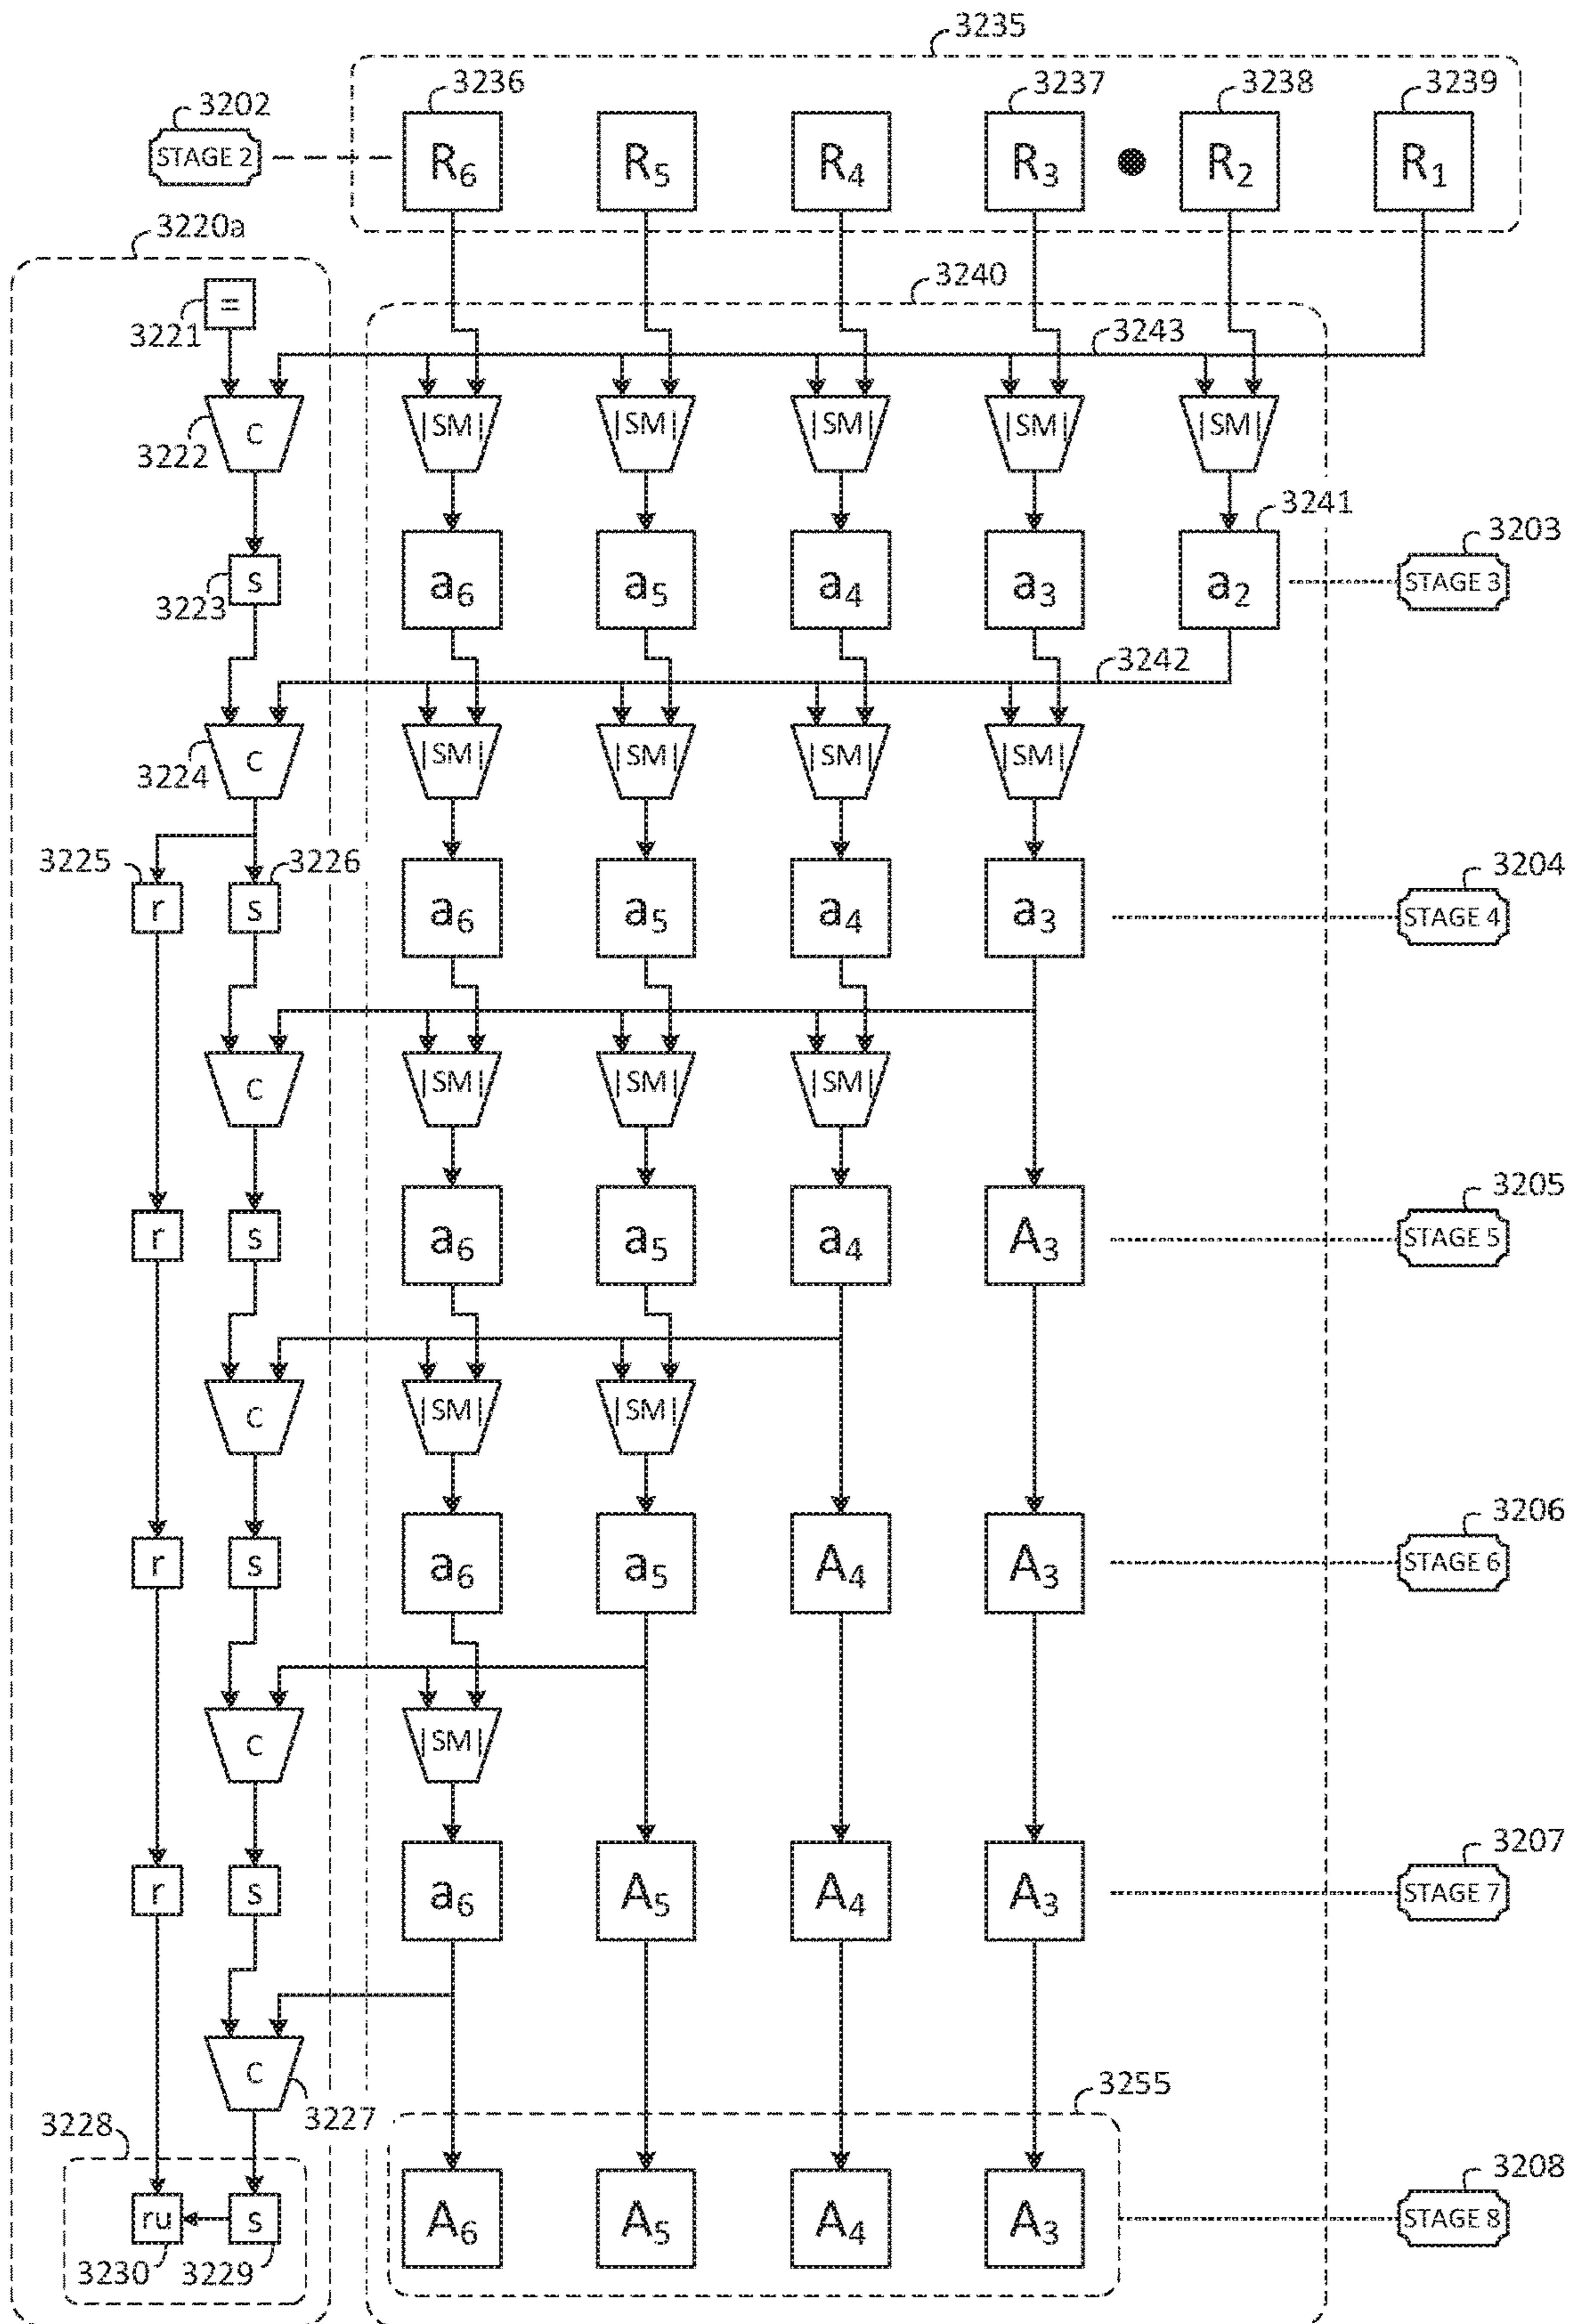 3235
3236 3237 3238 3239
3202
STAGE 2 R6 R5 R4 R3 R2 R1
3220a
3240
=
3221
3243
C |SM| |SM| |SM| |SM| |SM|
3222
3241
3203
3223 s a6 a5 a4 a3 a2 STAGE 3
3242
C |SM| |SM| |SM| |SM|
3224
3225 3226
3204
r s a6 a5 a4 a3 STAGE 4
C |SM| |SM| |SM|
3205
r s a6 a5 a4 A3 STAGE 5
C |SM| |SM|
3206
r s a6 a5 A4 A3 STAGE 6
C |SM|
3207
r s a6 A5 A4 A3 STAGE 7
C
3227
3255
3228
3208
ru s A6 A5 A4 A3 STAGE 8
3230 3229